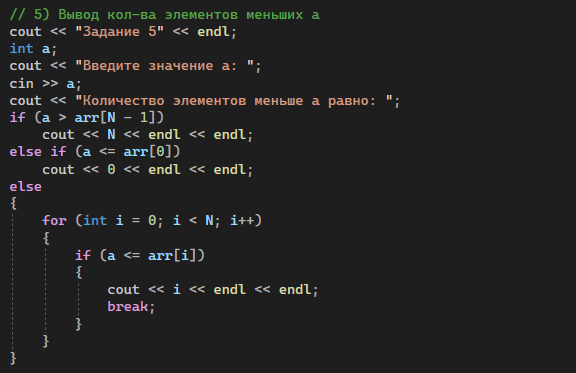 // 5) Вывод кол-ва элементов меньших a
cout << "Задание 5" << endl;
int a;
cout << "Введите значение a: ";
cin >> a;
cout << "Количество элементов меньше a равно: ";
if (a > arr[N - 1])
    cout << N << endl << endl;
else if (a <= arr[0])
    cout << 0 << endl << endl;
else
{
    for (int i = 0; i < N; i++)
    {
        if (a <= arr[i])
        {
            cout << i << endl << endl;
            break;
        }
    }
}